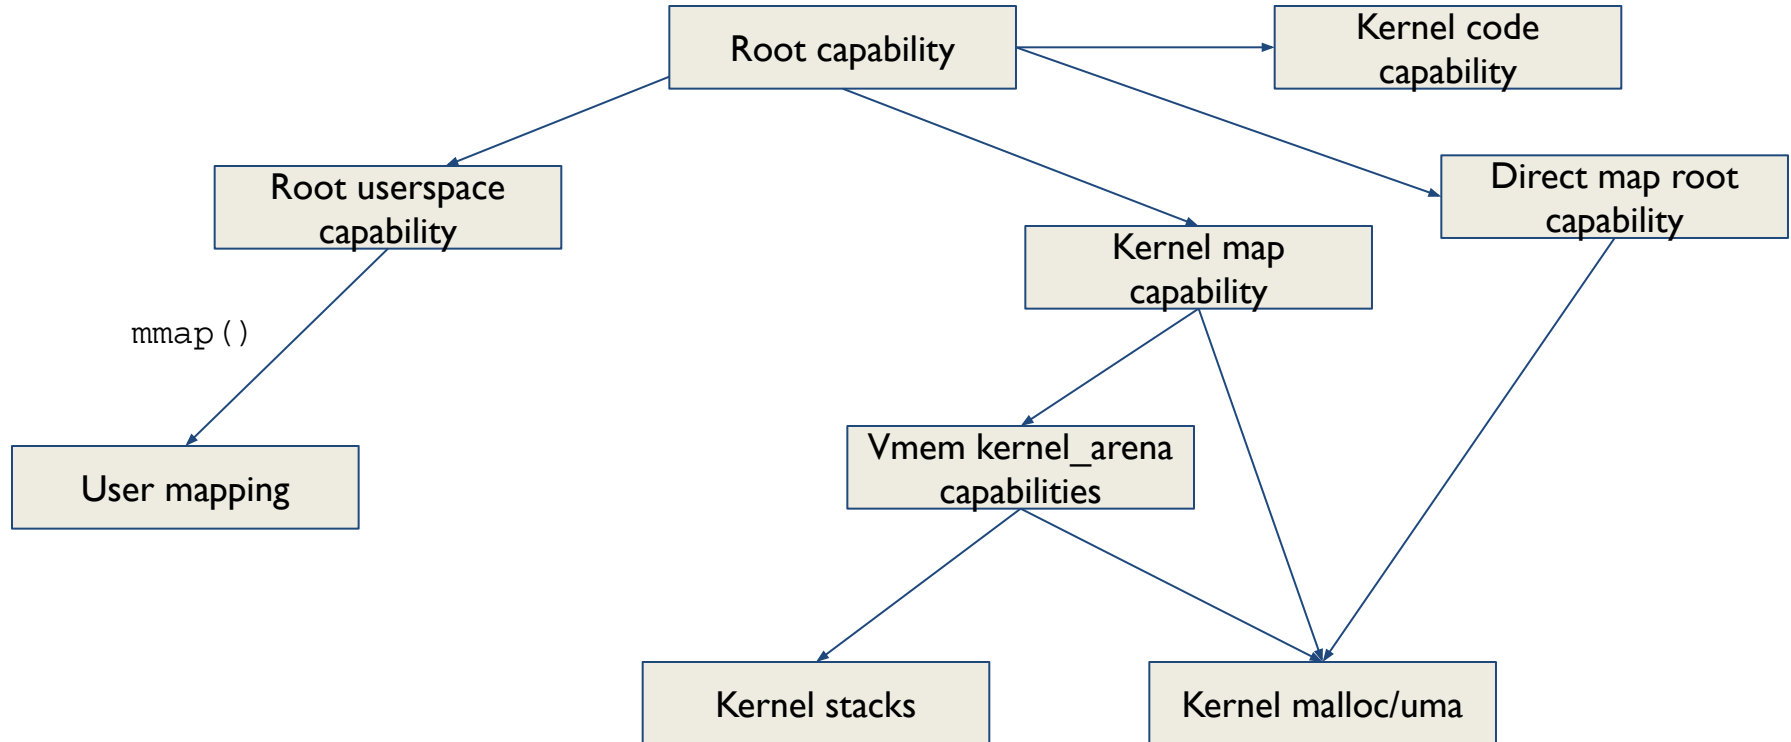 Root capability
Kernel code
capability
Root userspace
capability
Direct map root
capability
Kernel map
capability
mmap()
Vmem kernel_arena
capabilities
User mapping
Kernel stacks
Kernel malloc/uma